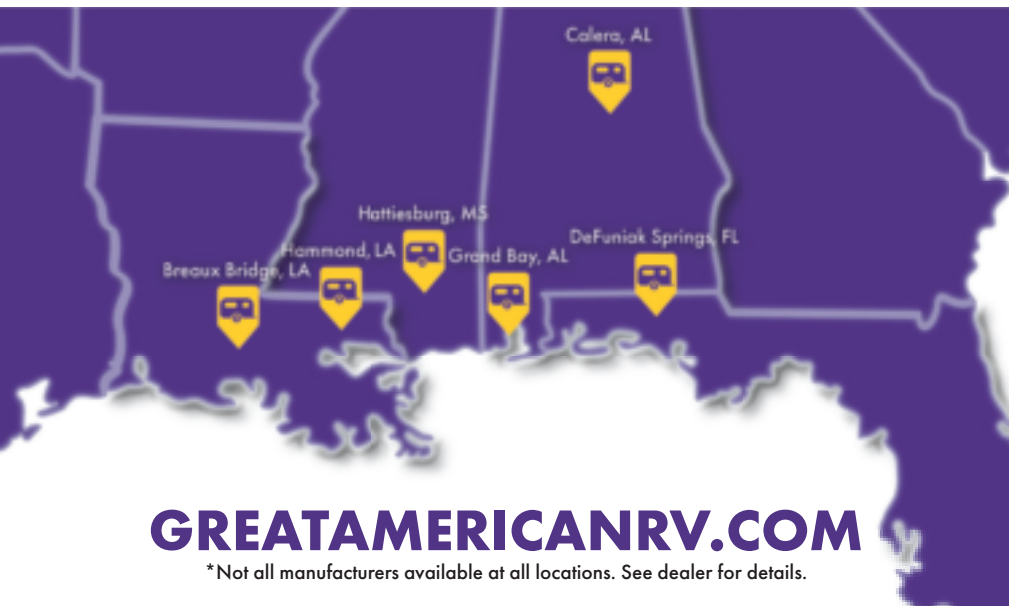 Calera, AL
Hattiesburg, MS
DeFuniak Springs, FL
Hammond, LA
Grand Bay, AL
Breaux Bridge, LA
GREATAMERICANRV.COM
*Not all manufacturers available at all locations. See dealer for details.